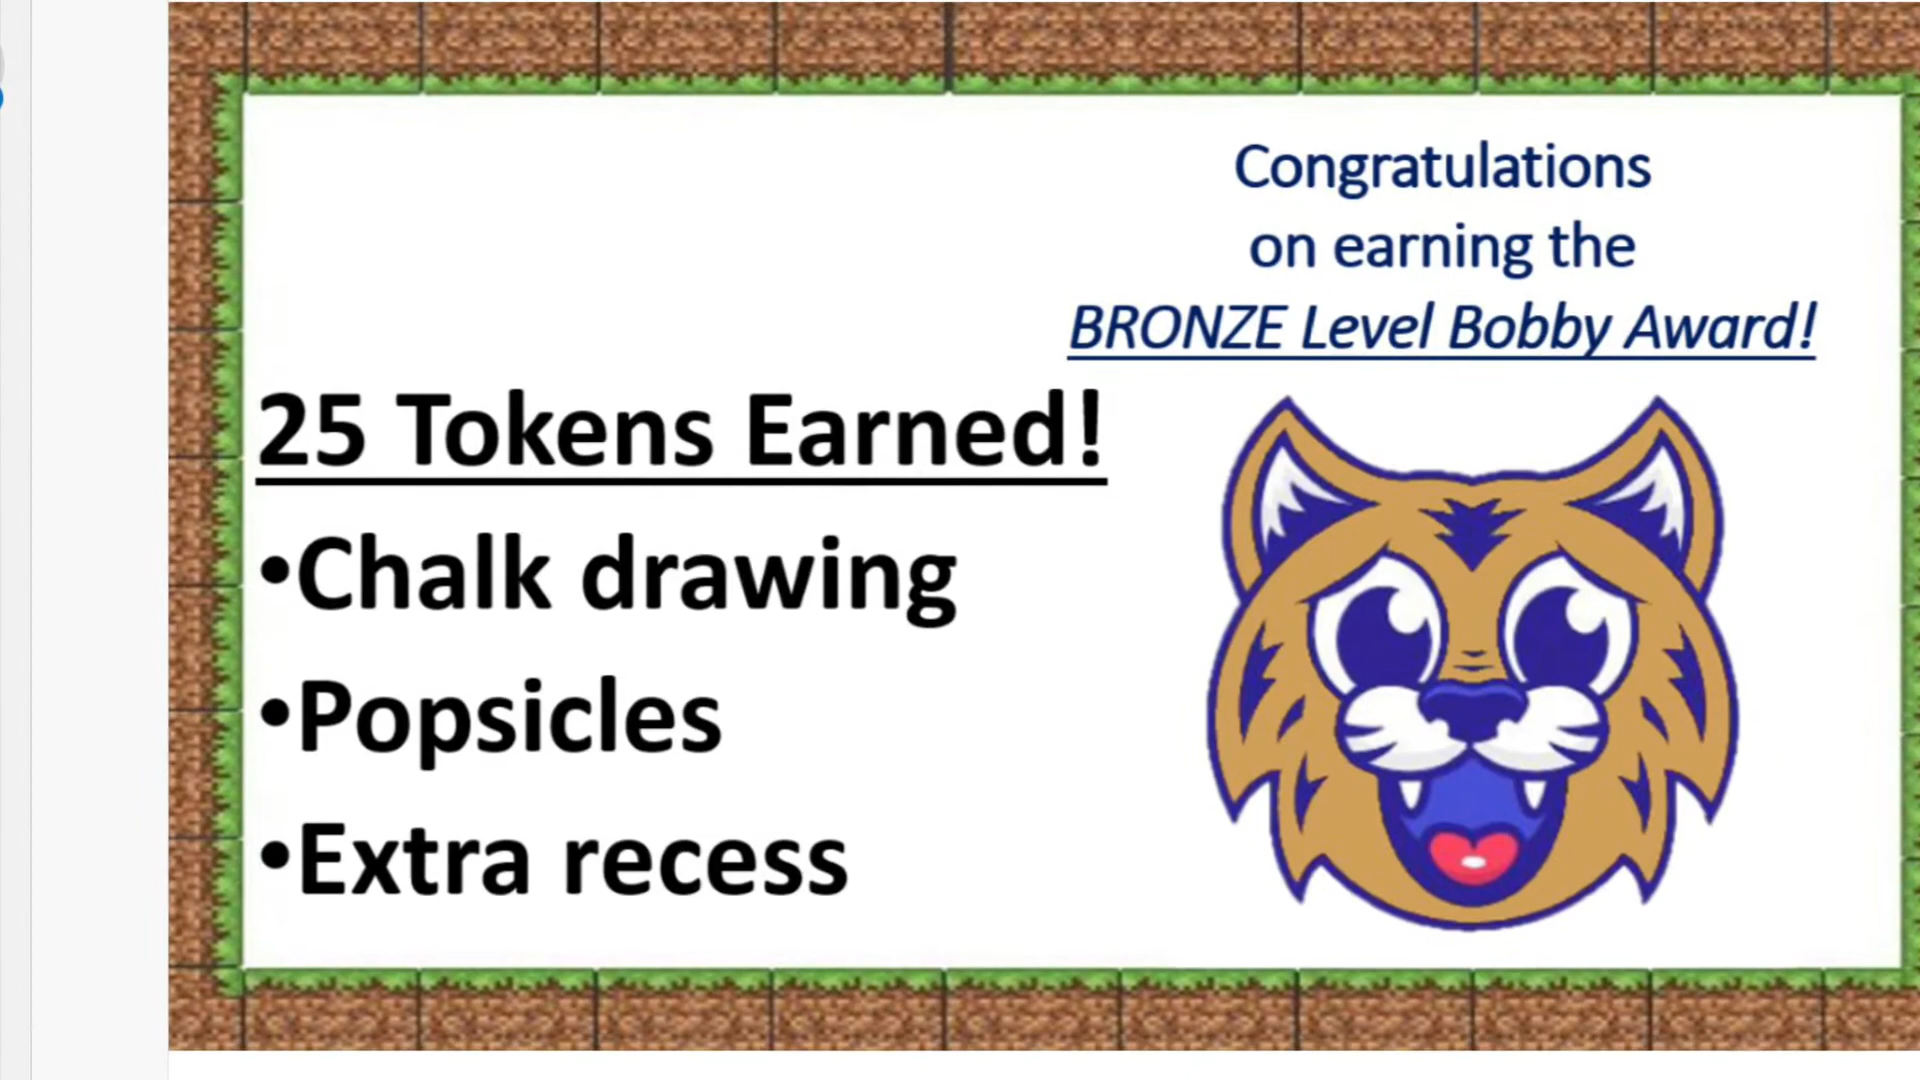 Congratulations
on earning the
BRONZE Level Bobby Award!
25 Tokens Earned!
•Chalk drawing
•Popsicles
•Extra recess